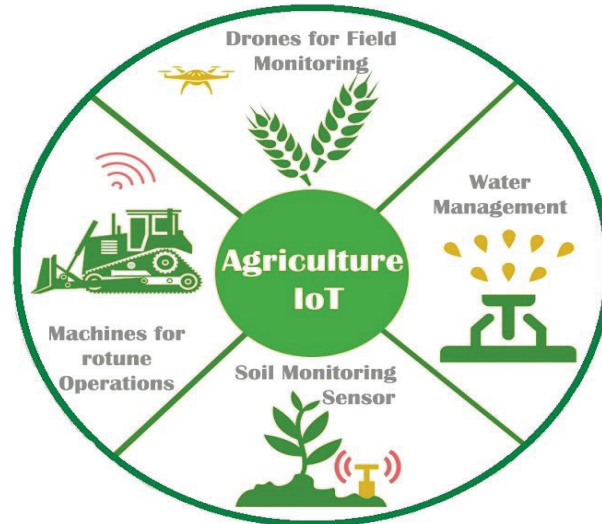 Drones for Field
Monitoring
Water
Management
Agriculture
IoT
Machines for
rotune
Operations
Soil Monitoring
Sensor